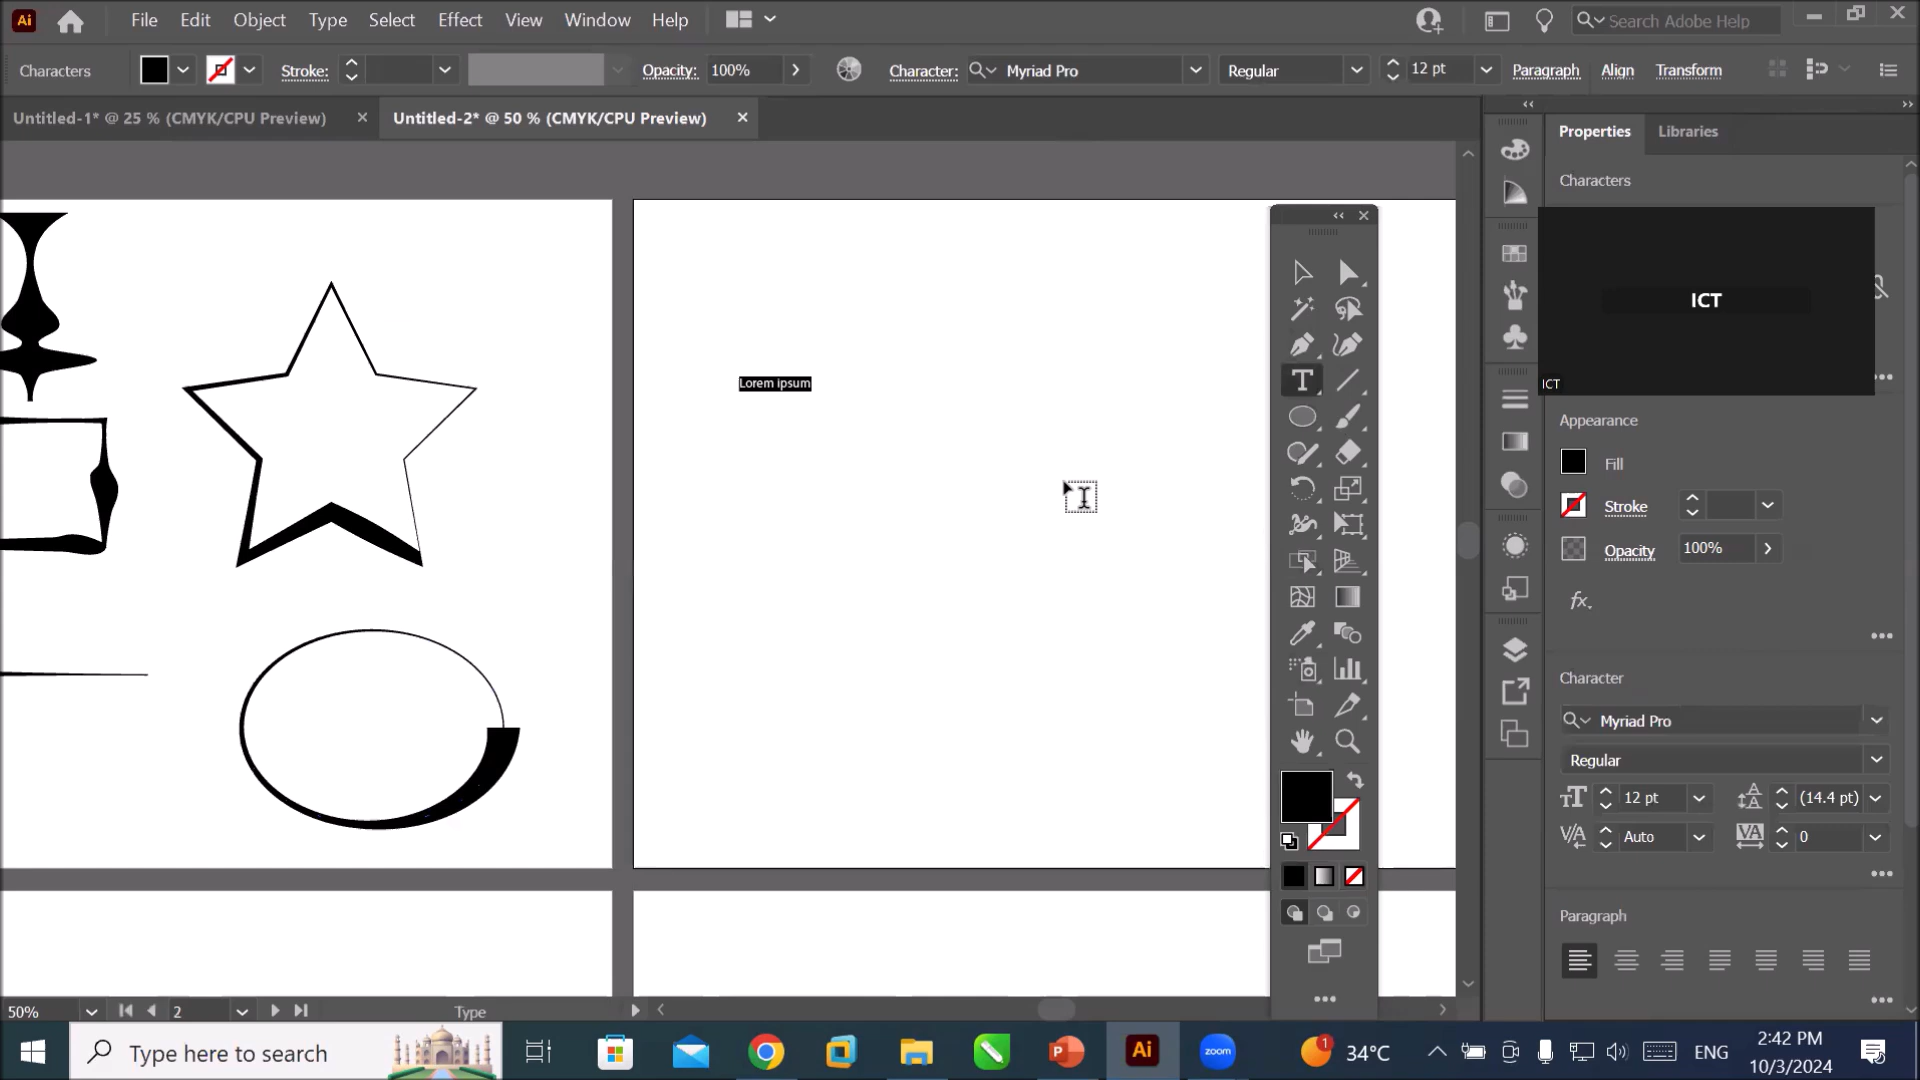 File Edit Object Type Select Effect View Window Help
Search Adobe Help
Characters
Stroke:
Opacity: 100%
Character: Myriad Pro
Regular
12 pt
Paragraph Align Transform
Untitled-1* @ 25 % (CMYK/CPU Preview)
Untitled-2* @ 50 % (CMYK/CPU Preview)
Properties Libraries
Characters
ICT
ICT
Lorem ipsum
Appearance
Fill
Stroke
Opacity 100%
fx.
Character
Myriad Pro
Regular
12 pt (14.4 pt)
Auto 0
Paragraph
50% 2 Type
Type here to search
Ai
zoom
1
34°C
ENG
2:42 PM
10/3/2024